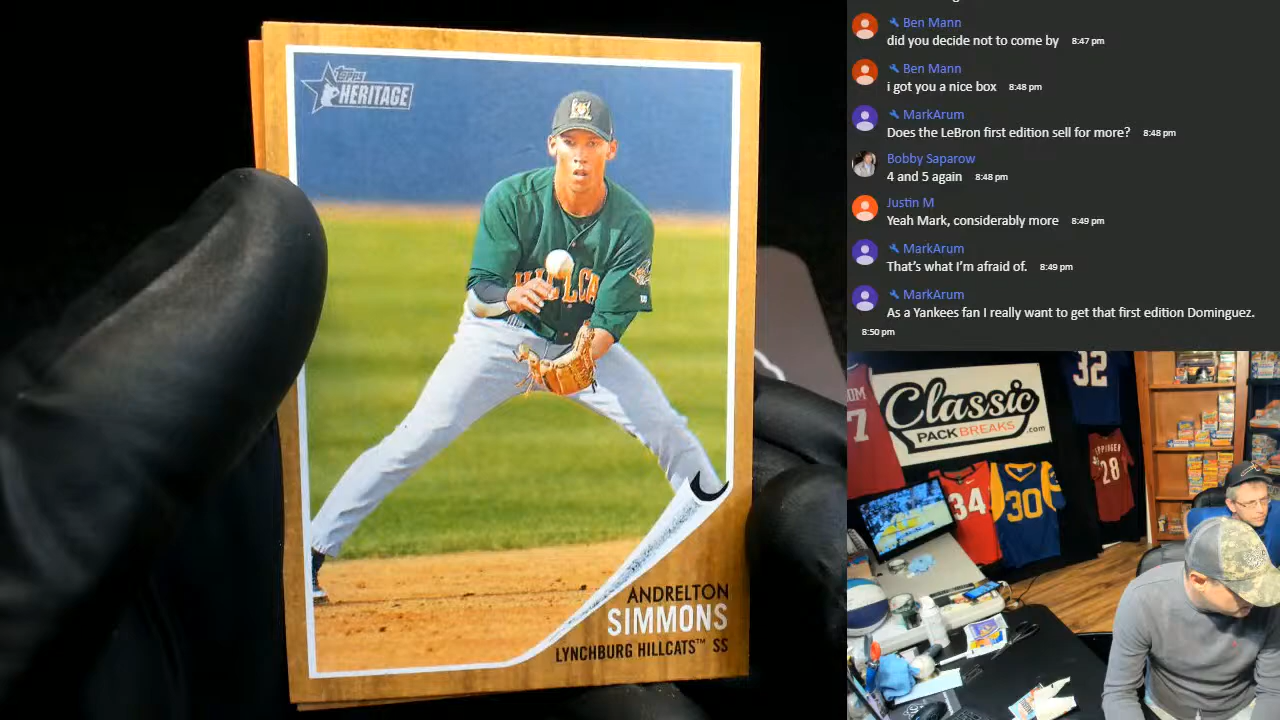 Topps
HERITAGE
HILLCA
ANDRELTON
SIMMONS
LYNCHBURG HILLCATS™ SS
Ben Mann
did you decide not to come by 8:47 pm
Ben Mann
i got you a nice box 8:48 pm
MarkArum
Does the LeBron first edition sell for more? 8:48 pm
Bobby Saparow
4 and 5 again 8:48 pm
Justin M
Yeah Mark, considerably more 8:49 pm
MarkArum
That's what I'm afraid of. 8:49 pm
MarkArum
As a Yankees fan I really want to get that first edition Dominguez.
8:50 pm
Classic
PACK BREAKS.com
32
7
34
30
28